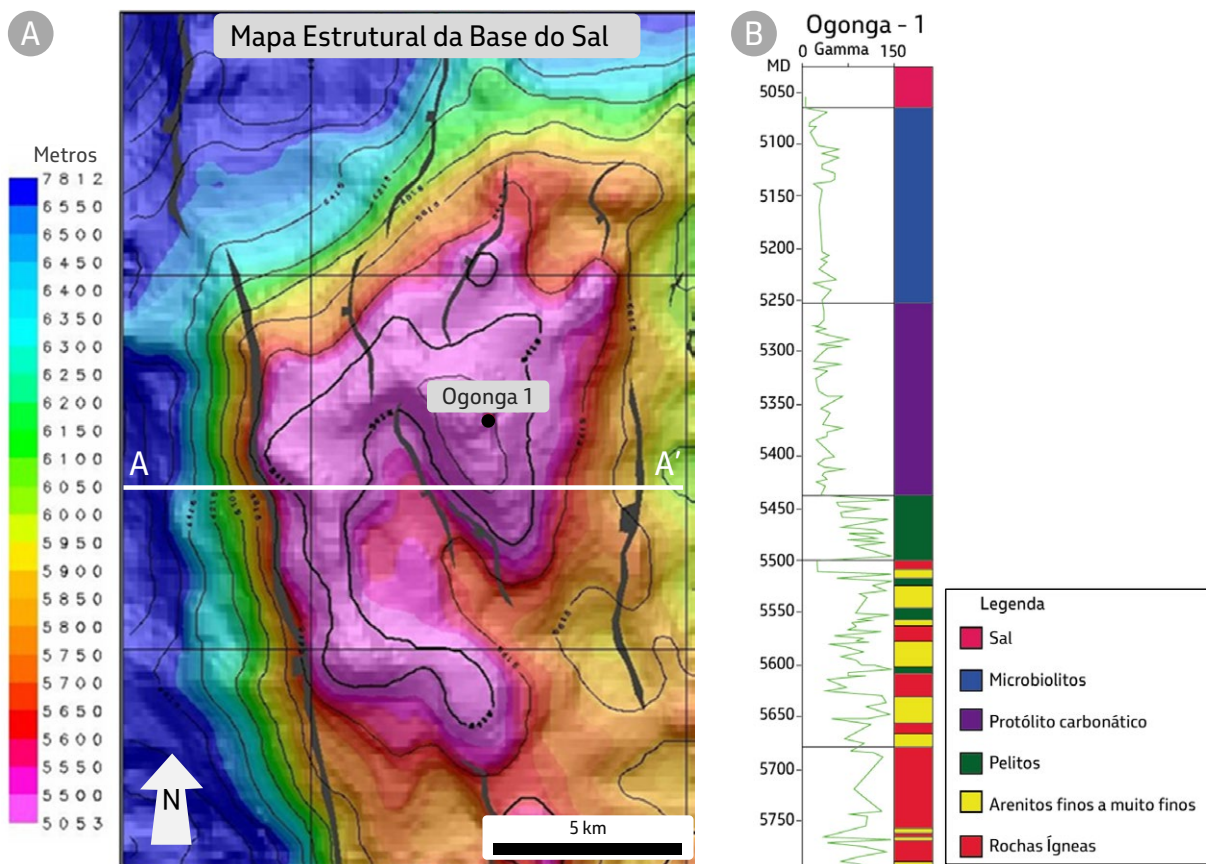 A
Mapa Estrutural da Base do Sal
Metros
7812
6550
6500
6450
6400
6350
6300
6250
6200
6150
6100
6050
6000
5950
5900
5850
5800
5750
5700
5650
5600
5550
5500
5053
Ogonga 1
A
A'
N
5 km
B
Ogonga - 1
0 Gamma 150
MD
5050
5100
5150
5200
5250
5300
5350
5400
5450
5500
5550
5600
5650
5700
5750
Legenda
Sal
Microbiolitos
Protólito carbonático
Pelitos
Arenitos finos a muito finos
Rochas Ígneas